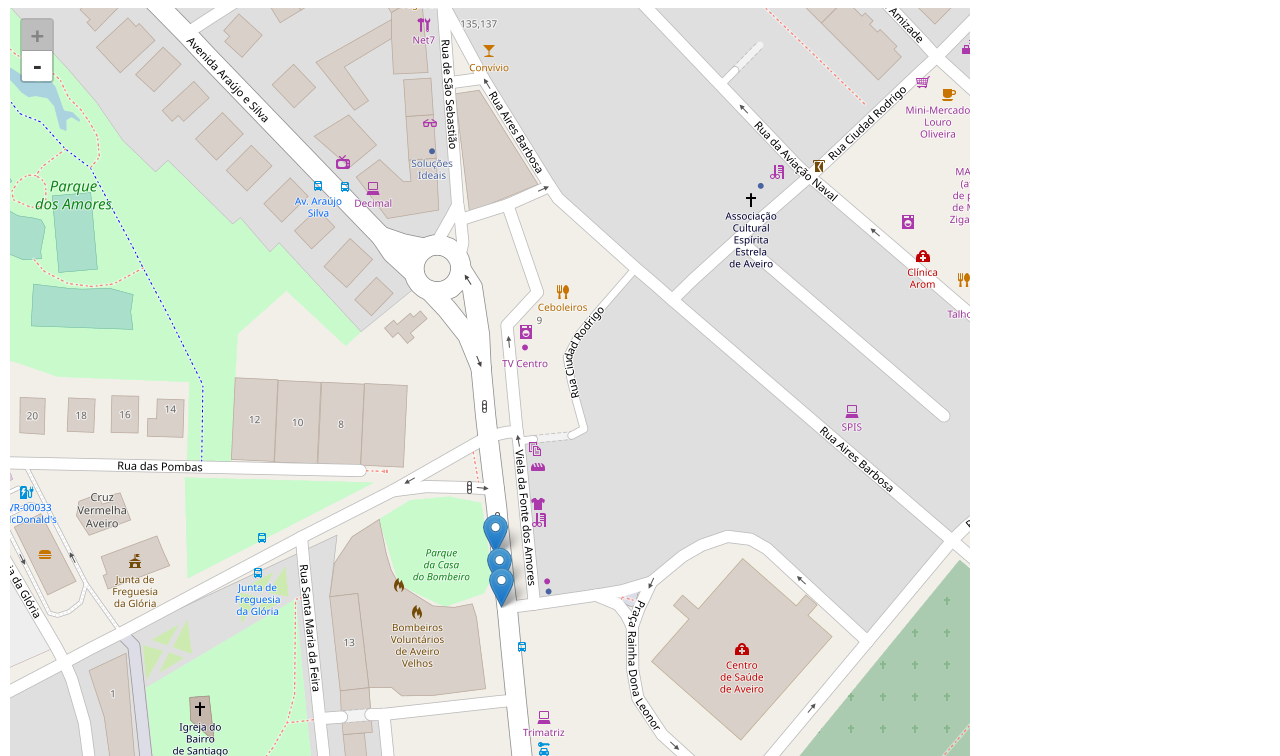 +
-
Net7
135,137
Convívio
Amizade
Avenida Araújo e Silva
Rua de São Sebastião
Rua Aires Barbosa
Mini-Mercado
Louro
Oliveira
Rua Ciudad Rodrigo
Rua da Aviação Naval
Soluções
Ideais
Av. Araújo
Silva
Decimal
Parque
dos Amores
Associação
Cultural
Espírita
Estrela
de Aveiro
Clínica
Arom
Ceboleiros
9
TV Centro
Rua Ciudad Rodrigo
20
18
16
14
12
10
8
SPIS
Rua Aires Barbosa
Rua das Pombas
Viela da Fonte dos Amores
VR-00033
McDonald's
Cruz
Vermelha
Aveiro
Junta de
Freguesia
da Glória
Junta de
Freguesia
da Glória
da Glória
Parque
da Casa
do Bombeiro
Rua Santa Maria da Feira
13
Bombeiros
Voluntários
de Aveiro
Velhos
Praça Rainha Dona Leonor
Centro
de Saúde
de Aveiro
1
Igreja do
Bairro
de Santiago
Trimatriz